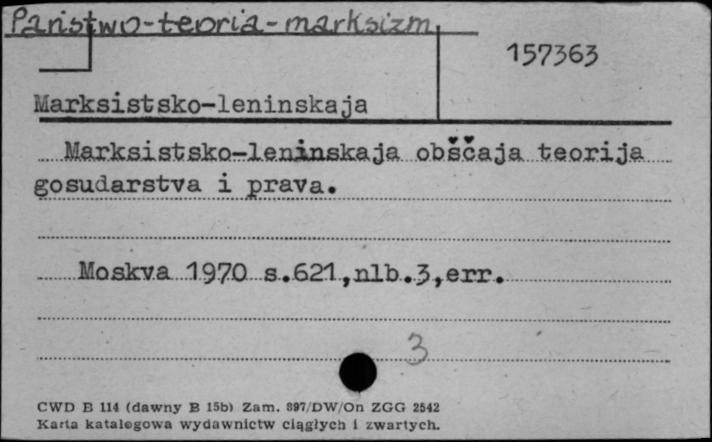 Państwo-teoria-marksizm
157363
Marksistsko-leninskaja
Marksistsko-leninskaja obščaja teorija
gosudarstva i prava.
Moskva 1970 s.621,nlb.3,err.
3
CWD B 114 (dawny B 15b) Zam. 897/DW/On ZGG 2542
Karta katalogowa wydawnictw ciągłych i zwartych.